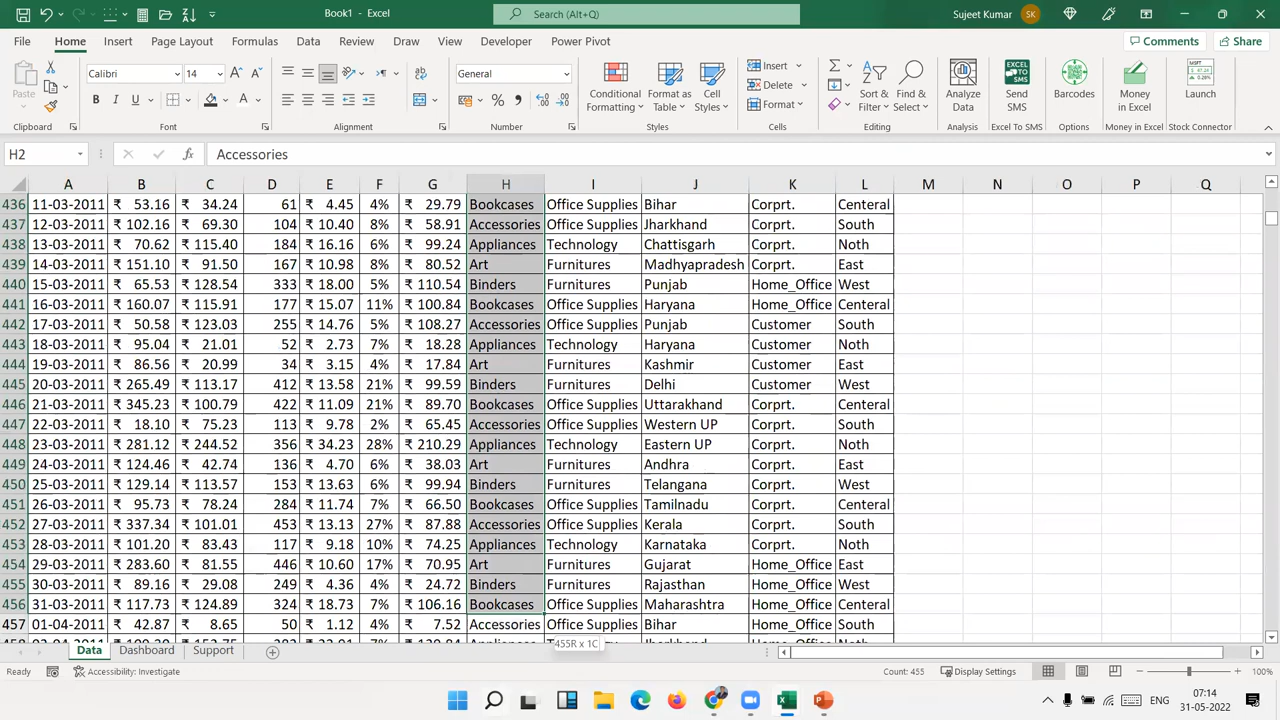 Book1 - Excel
Search (Alt+Q)
Sujeet Kumar SK
File Home Insert Page Layout Formulas Data Review Draw View Developer Power Pivot Comments Share
Paste Calibri 14 General Conditional Formatting Format as Table Cell Styles Insert Delete Format Sort & Filter Find & Select Analyze Data Send SMS Barcodes Money in Excel Launch
Clipboard Font Alignment Number Styles Cells Editing Analysis Excel To SMS Options Money in Excel Stock Connector
H2 fx Accessories
A B C D E F G H I J K L M N O P Q
436 11-03-2011 ₹ 53.16 ₹ 34.24 61 ₹ 4.45 4% ₹ 29.79 Bookcases Office Supplies Bihar Corprt. Centeral
437 12-03-2011 ₹ 102.16 ₹ 69.30 104 ₹ 10.40 8% ₹ 58.91 Accessories Office Supplies Jharkhand Corprt. South
438 13-03-2011 ₹ 70.62 ₹ 115.40 184 ₹ 16.16 6% ₹ 99.24 Appliances Technology Chattisgarh Corprt. Noth
439 14-03-2011 ₹ 151.10 ₹ 91.50 167 ₹ 10.98 8% ₹ 80.52 Art Furnitures Madhyapradesh Corprt. East
440 15-03-2011 ₹ 65.53 ₹ 128.54 333 ₹ 18.00 5% ₹ 110.54 Binders Furnitures Punjab Home_Office West
441 16-03-2011 ₹ 160.07 ₹ 115.91 177 ₹ 15.07 11% ₹ 100.84 Bookcases Office Supplies Haryana Home_Office Centeral
442 17-03-2011 ₹ 50.58 ₹ 123.03 255 ₹ 14.76 5% ₹ 108.27 Accessories Office Supplies Punjab Customer South
443 18-03-2011 ₹ 95.04 ₹ 21.01 52 ₹ 2.73 7% ₹ 18.28 Appliances Technology Haryana Customer Noth
444 19-03-2011 ₹ 86.56 ₹ 20.99 34 ₹ 3.15 4% ₹ 17.84 Art Furnitures Kashmir Customer East
445 20-03-2011 ₹ 265.49 ₹ 113.17 412 ₹ 13.58 21% ₹ 99.59 Binders Furnitures Delhi Customer West
446 21-03-2011 ₹ 345.23 ₹ 100.79 422 ₹ 11.09 21% ₹ 89.70 Bookcases Office Supplies Uttarakhand Corprt. Centeral
447 22-03-2011 ₹ 18.10 ₹ 75.23 113 ₹ 9.78 2% ₹ 65.45 Accessories Office Supplies Western UP Corprt. South
448 23-03-2011 ₹ 281.12 ₹ 244.52 356 ₹ 34.23 28% ₹ 210.29 Appliances Technology Eastern UP Corprt. Noth
449 24-03-2011 ₹ 124.46 ₹ 42.74 136 ₹ 4.70 6% ₹ 38.03 Art Furnitures Andhra Corprt. East
450 25-03-2011 ₹ 129.14 ₹ 113.57 153 ₹ 13.63 6% ₹ 99.94 Binders Furnitures Telangana Corprt. West
451 26-03-2011 ₹ 95.73 ₹ 78.24 284 ₹ 11.74 7% ₹ 66.50 Bookcases Office Supplies Tamilnadu Corprt. Centeral
452 27-03-2011 ₹ 337.34 ₹ 101.01 453 ₹ 13.13 27% ₹ 87.88 Accessories Office Supplies Kerala Corprt. South
453 28-03-2011 ₹ 101.20 ₹ 83.43 117 ₹ 9.18 10% ₹ 74.25 Appliances Technology Karnataka Corprt. Noth
454 29-03-2011 ₹ 283.60 ₹ 81.55 446 ₹ 10.60 17% ₹ 70.95 Art Furnitures Gujarat Home_Office East
455 30-03-2011 ₹ 89.16 ₹ 29.08 249 ₹ 4.36 4% ₹ 24.72 Binders Furnitures Rajasthan Home_Office West
456 31-03-2011 ₹ 117.73 ₹ 124.89 324 ₹ 18.73 7% ₹ 106.16 Bookcases Office Supplies Maharashtra Home_Office Centeral
457 01-04-2011 ₹ 42.87 ₹ 8.65 50 ₹ 1.12 4% ₹ 7.52 Accessories Office Supplies Bihar Home_Office South
455R x 1C
Data Dashboard Support
Ready Accessibility: Investigate Count: 455 Display Settings 100%
ENG 07:14
31-05-2022